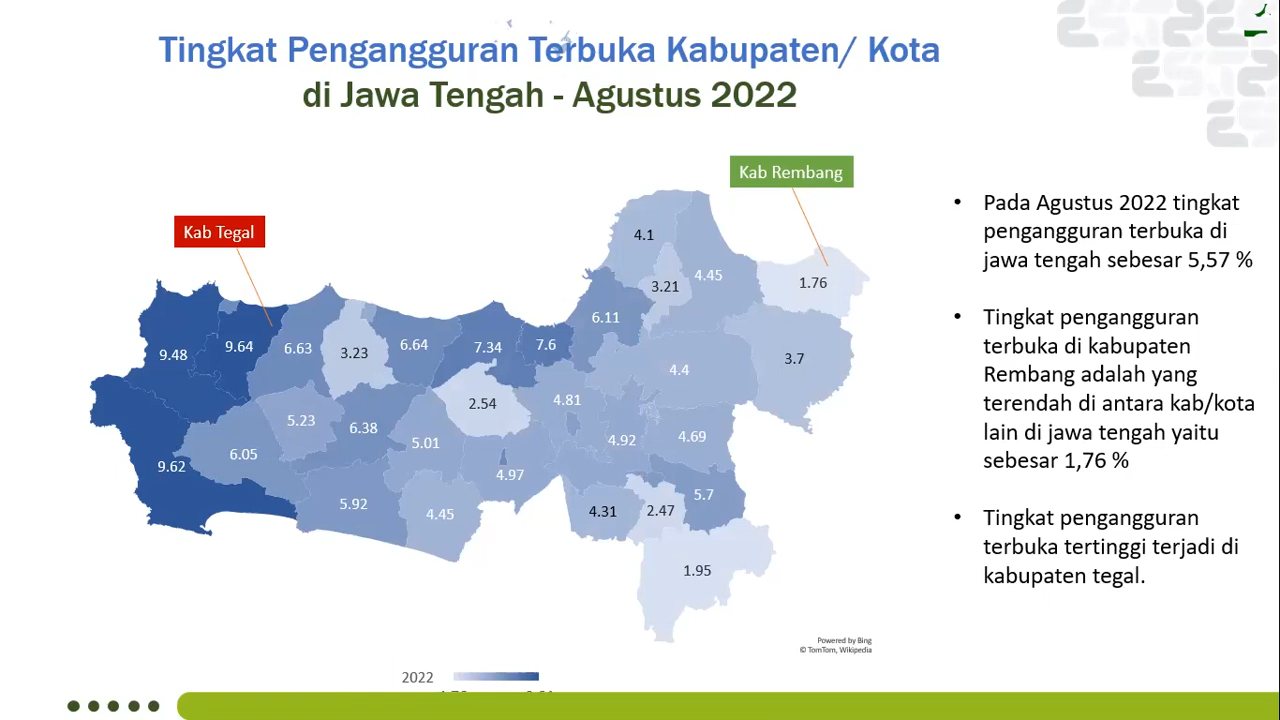 Tingkat Pengangguran Terbuka Kabupaten/ Kota
di Jawa Tengah - Agustus 2022
Kab Rembang
Kab Tegal
4.1
4.45
3.21
1.76
6.11
9.48
9.64
6.63
3.23
6.64
7.34
7.6
4.4
3.7
5.23
6.38
2.54
4.81
5.01
4.92
4.69
6.05
9.62
4.97
5.92
4.45
4.31
2.47
5.7
1.95
Powered by Bing
© TomTom, Wikipedia
2022
• Pada Agustus 2022 tingkat
pengangguran terbuka di
jawa tengah sebesar 5,57 %
• Tingkat pengangguran
terbuka di kabupaten
Rembang adalah yang
terendah di antara kab/kota
lain di jawa tengah yaitu
sebesar 1,76 %
• Tingkat pengangguran
terbuka tertinggi terjadi di
kabupaten tegal.